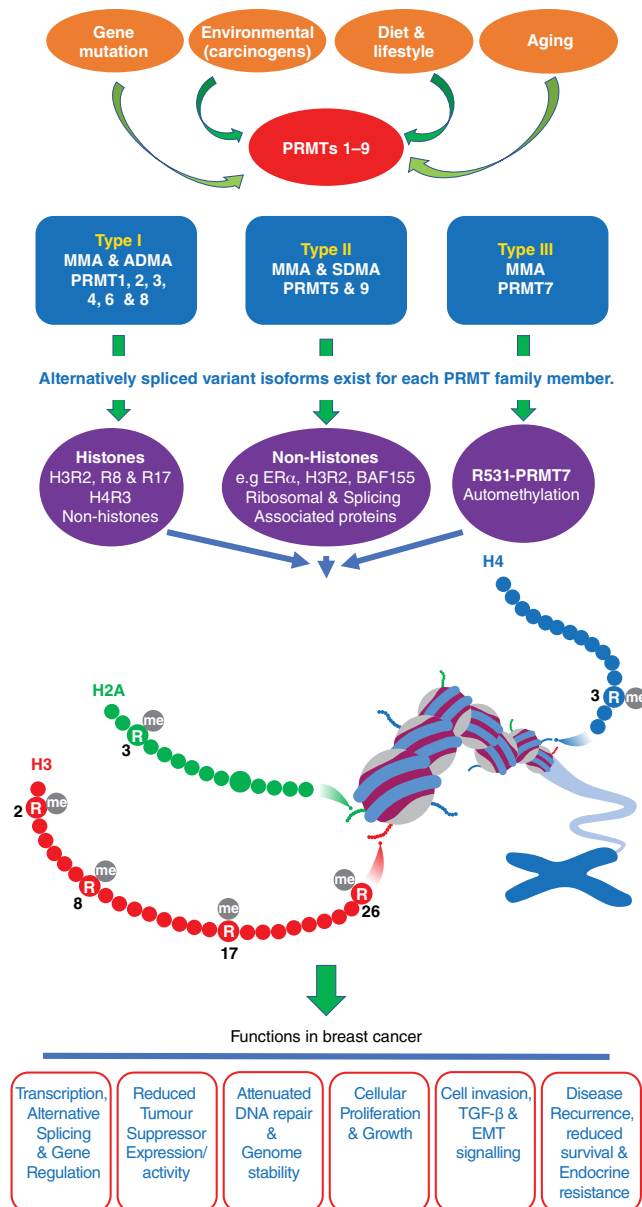 Gene
mutation
Environmental
(carcinogens)
Diet &
lifestyle
Aging
PRMTs 1–9
Type I
MMA & ADMA
PRMT1, 2, 3,
4, 6 & 8
Type II
MMA & SDMA
PRMT5 & 9
Type III
MMA
PRMT7
Alternatively spliced variant isoforms exist for each PRMT family member.
Histones
H3R2, R8 & R17
H4R3
Non-histones
Non-Histones
e.g ERα, H3R2, BAF155
Ribosomal & Splicing
Associated proteins
R531-PRMT7
Automethylation
H4
3 R me
H2A
me
R
3
H3
2 R me
me
R
8
me
R
17
me
R
26
Functions in breast cancer
Transcription,
Alternative
Splicing
& Gene
Regulation
Reduced
Tumour
Suppressor
Expression/
activity
Attenuated
DNA repair
&
Genome
stability
Cellular
Proliferation
& Growth
Cell invasion,
TGF-β &
EMT
signalling
Disease
Recurrence,
reduced
survival &
Endocrine
resistance